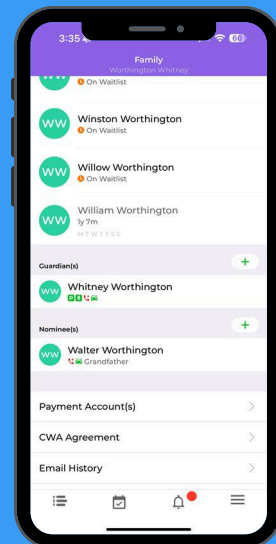 3:35
60
Family
Worthington Whitney
WW
On Waitlist
WW
Winston Worthington
On Waitlist
WW
Willow Worthington
On Waitlist
WW
William Worthington
1y 7m
M T W T F S S
Guardian(s)
+
WW
Whitney Worthington
P $
Nominee(s)
+
WW
Walter Worthington
Grandfather
Payment Account(s)
CWA Agreement
Email History